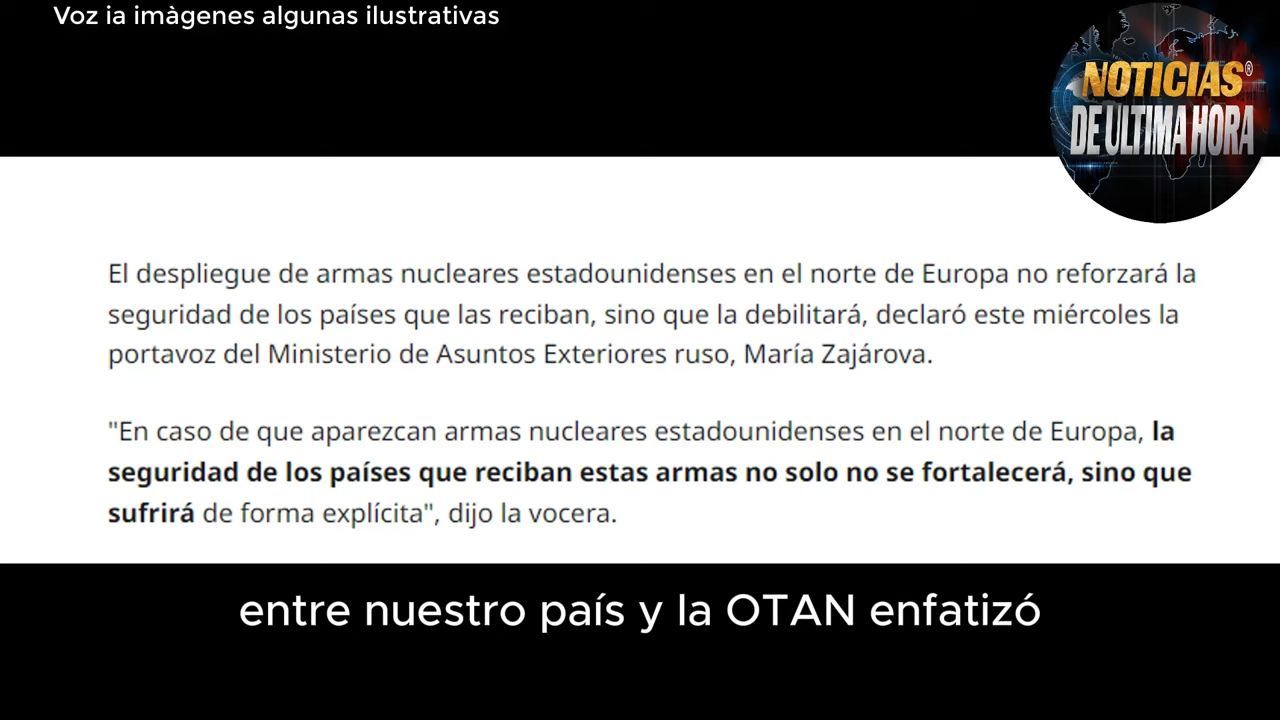 Voz ia imàgenes algunas ilustrativas
NOTICIAS®
DE ULTIMA HORA
El despliegue de armas nucleares estadounidenses en el norte de Europa no reforzará la
seguridad de los países que las reciban, sino que la debilitará, declaró este miércoles la
portavoz del Ministerio de Asuntos Exteriores ruso, María Zajárova.
"En caso de que aparezcan armas nucleares estadounidenses en el norte de Europa, la
seguridad de los países que reciban estas armas no solo no se fortalecerá, sino que
sufrirá de forma explícita", dijo la vocera.
entre nuestro país y la OTAN enfatizó